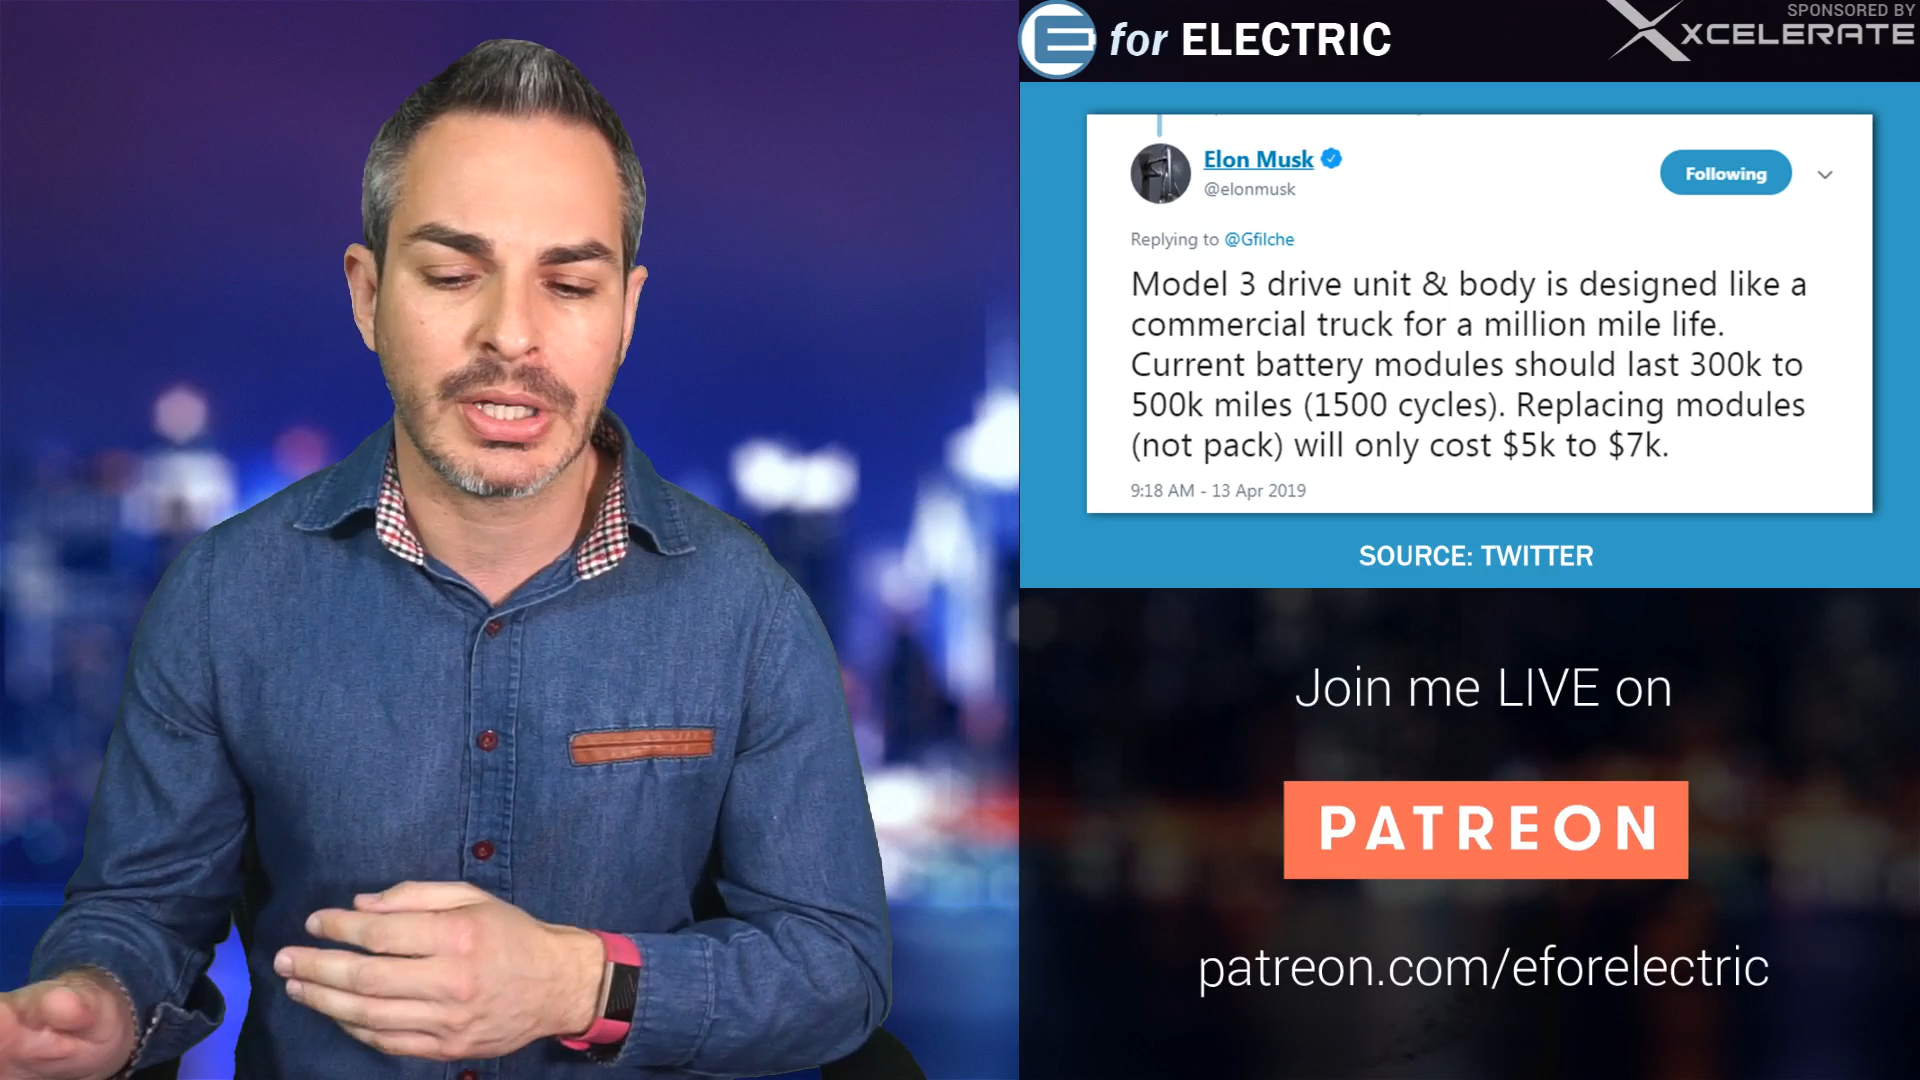 for ELECTRIC
SPONSORED BY
XCELERATE
Elon Musk
@elonmusk
Following
Replying to @Gfilche
Model 3 drive unit & body is designed like a
commercial truck for a million mile life.
Current battery modules should last 300k to
500k miles (1500 cycles). Replacing modules
(not pack) will only cost $5k to $7k.
9:18 AM - 13 Apr 2019
SOURCE: TWITTER
Join me LIVE on
PATREON
patreon.com/eforelectric